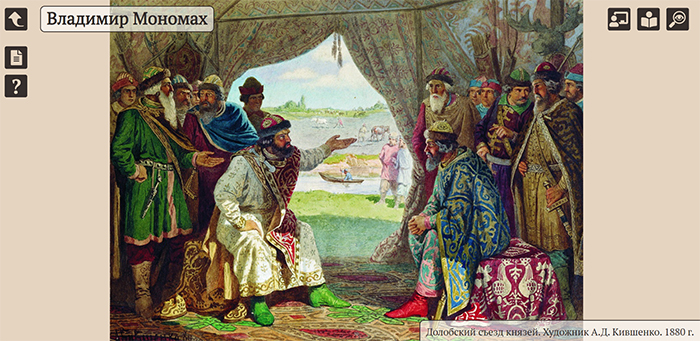 Владимир Мономах
?
Долобский съезд князей. Художник А.Д. Кившенко. 1880 г.